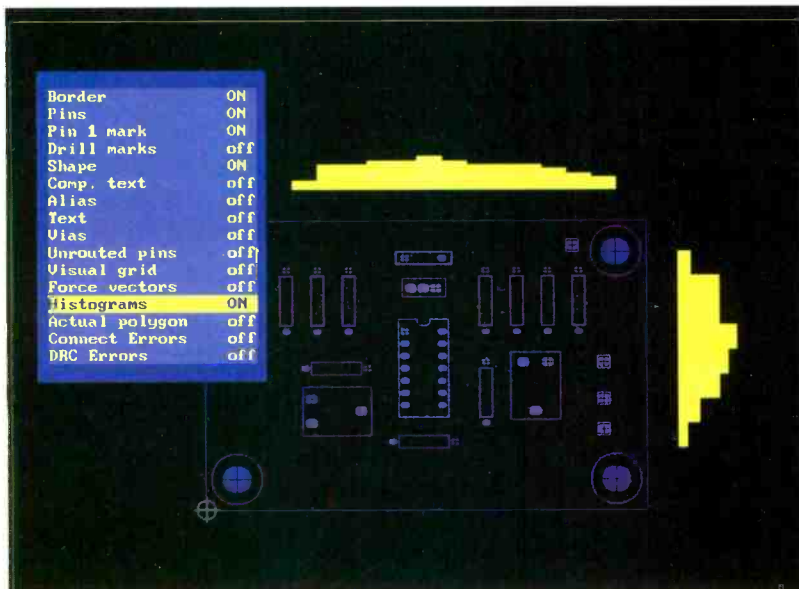 Border ON
Pins ON
Pin 1 mark ON
Drill marks off
Shape ON
Comp. text off
Alias off
Text off
Vias off
Unrouted pins off
Visual grid off
Force vectors off
Histograms ON
Actual polygon off
Connect Errors off
DRC Errors off